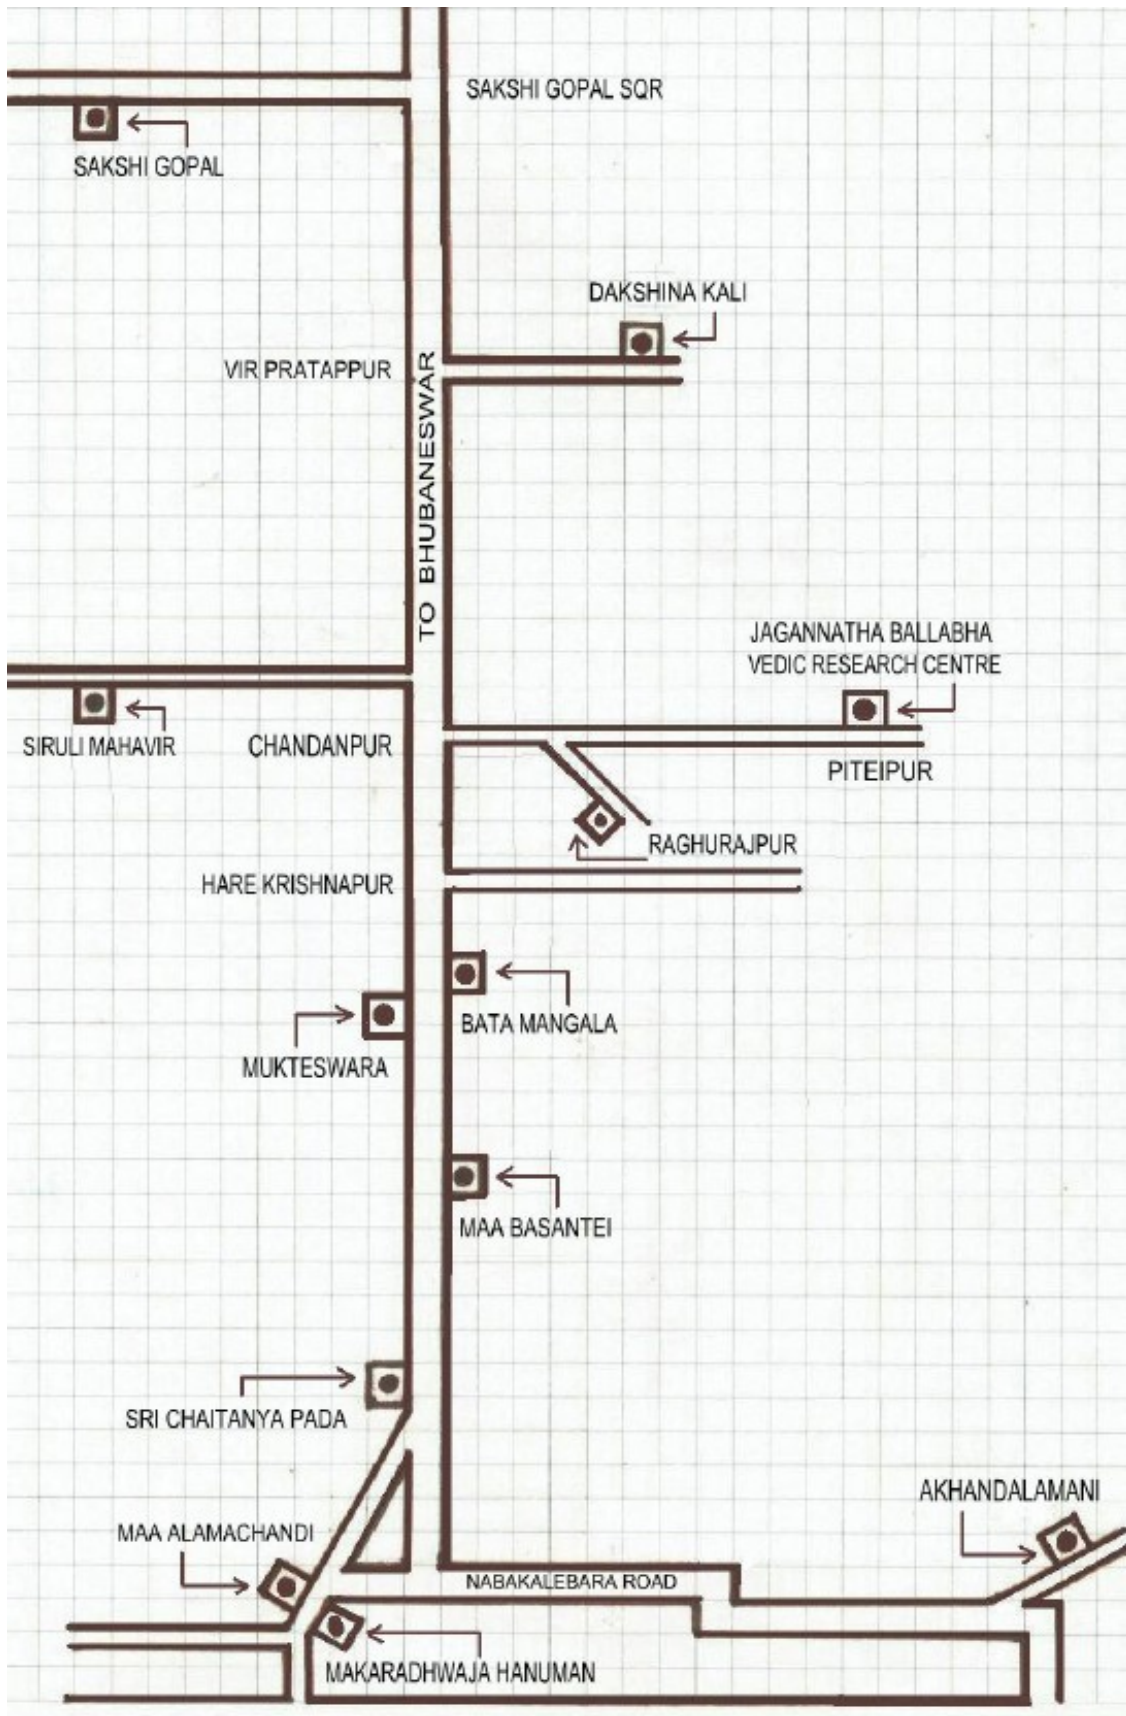 SAKSHI GOPAL SQR
SAKSHI GOPAL
DAKSHINA KALI
VIR PRATAPPUR
TO BHUBANESWAR
JAGANNATHA BALLABHA
VEDIC RESEARCH CENTRE
SIRULI MAHAVIR
CHANDANPUR
PITEIPUR
RAGHURAJPUR
HARE KRISHNAPUR
BATA MANGALA
MUKTESWARA
MAA BASANTEI
SRI CHAITANYA PADA
AKHANDALAMANI
MAA ALAMACHANDI
NABAKALEBARA ROAD
MAKARADHWAJA HANUMAN